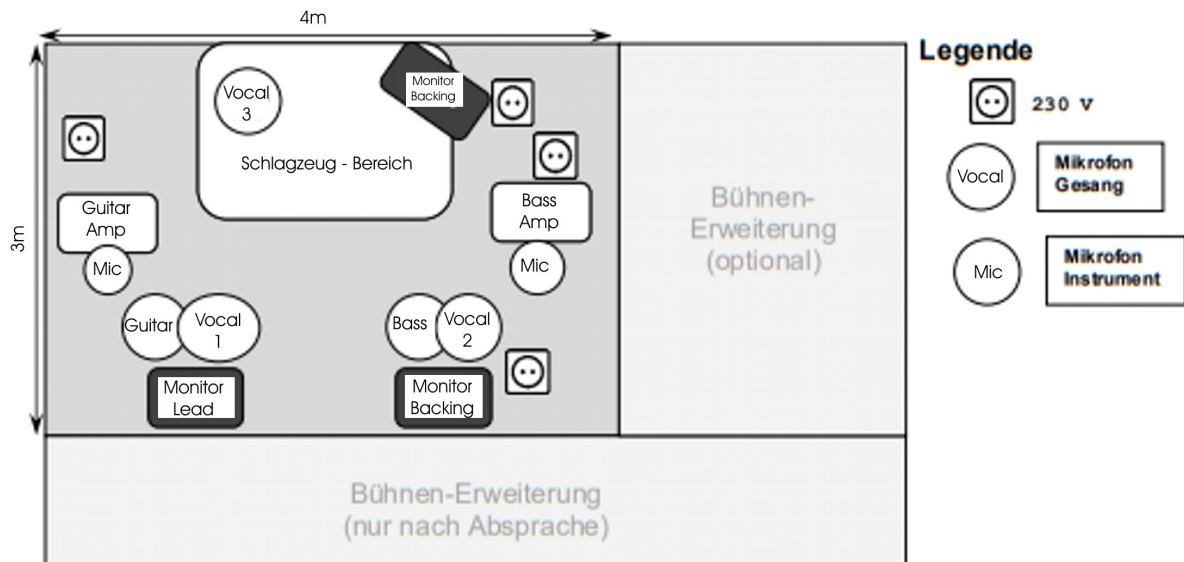 4m
3m
Vocal
3
Monitor
Backing
Schlagzeug - Bereich
Guitar
Amp
Mic
Bass
Amp
Mic
Guitar
Vocal
1
Bass
Vocal
2
Monitor
Lead
Monitor
Backing
Bühnen-
Erweiterung
(optional)
Bühnen-Erweiterung
(nur nach Absprache)
Legende
230 V
Vocal
Mikrofon
Gesang
Mic
Mikrofon
Instrument